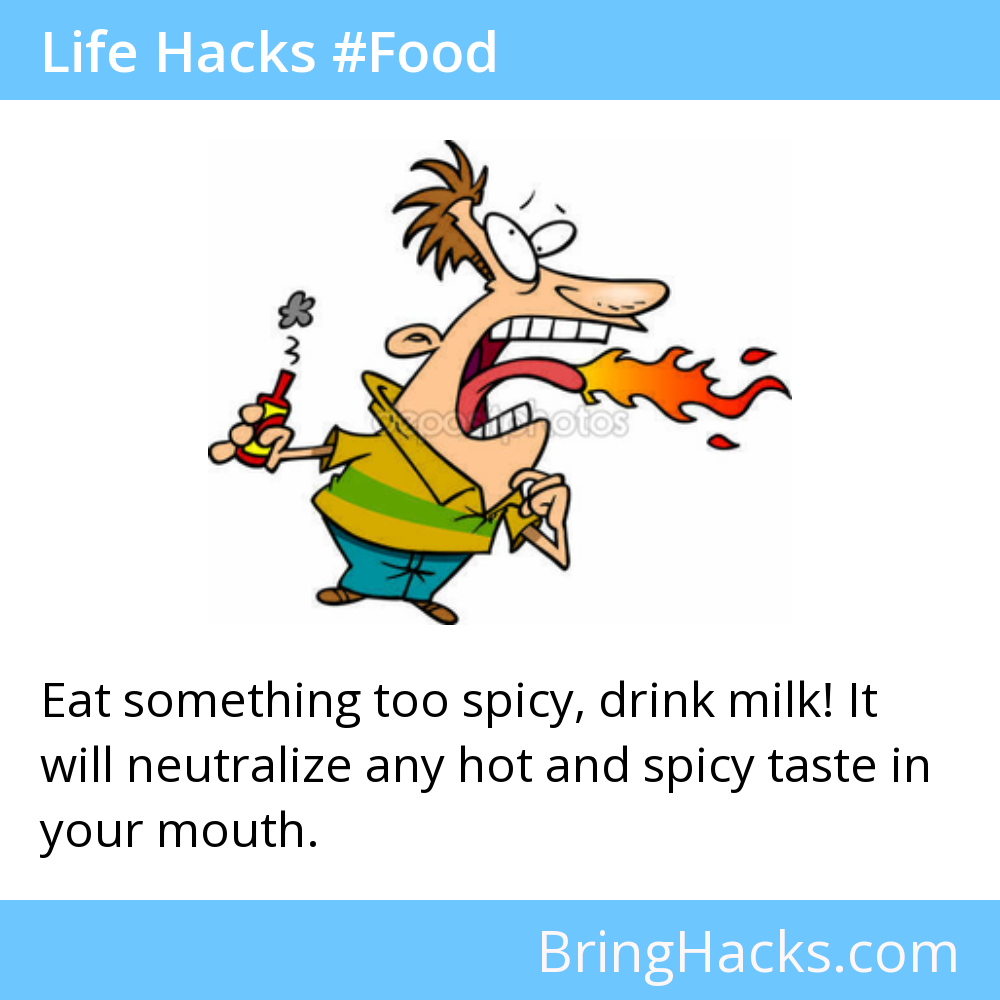 Life Hacks #Food
depositphotos
Eat something too spicy, drink milk! It
will neutralize any hot and spicy taste in
your mouth.
BringHacks.com